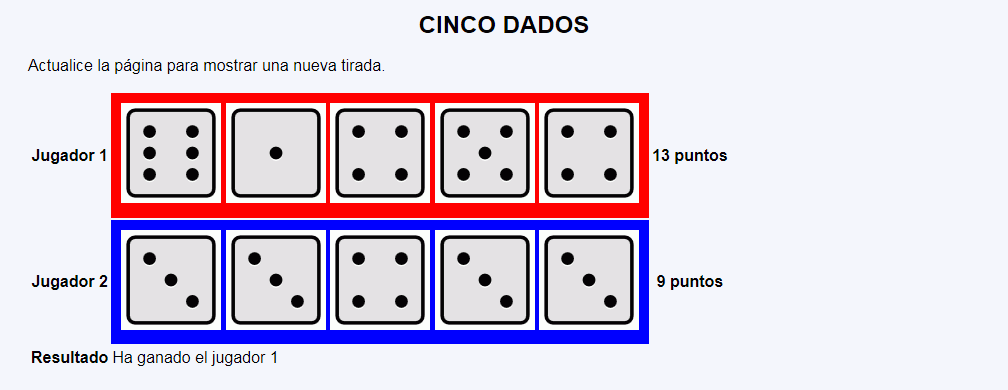 CINCO DADOS
Actualice la página para mostrar una nueva tirada.
Jugador 1 13 puntos
Jugador 2 9 puntos
Resultado Ha ganado el jugador 1